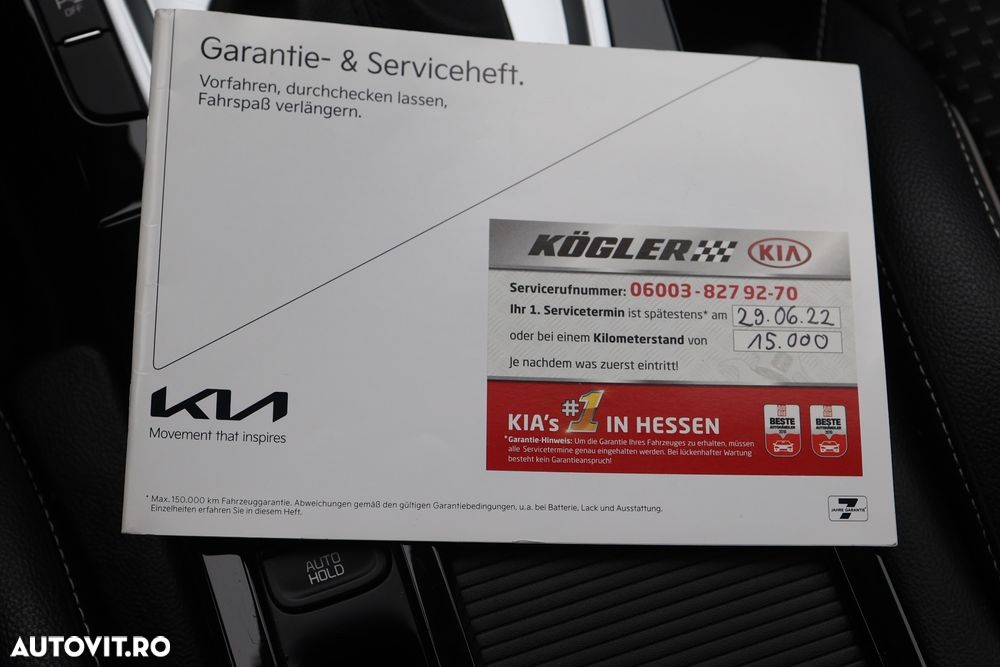 OFF
Garantie- & Serviceheft.
Vorfahren, durchchecken lassen,
Fahrspaß verlängern.
KÖGLER KIA
Servicerufnummer: 06003-827 92-70
Ihr 1. Servicetermin ist spätestens* am 29.06.22
oder bei einem Kilometerstand von 15.000
Je nachdem was zuerst eintritt!
KIA's #1 IN HESSEN
BESTE
AUTOHÄNDLER
BESTE
AUTOHÄNDLER
*Garantie-Hinweis: Um die Garantie Ihres Fahrzeuges zu erhalten, müssen
alle Servicetermine genau eingehalten werden. Bei lückenhafter Wartung
besteht kein Garantieanspruch!
KIA
Movement that inspires
* Max. 150.000 km Fahrzeuggarantie. Abweichungen gemäß den gültigen Garantiebedingungen, u.a. bei Batterie, Lack und Ausstattung.
Einzelheiten erfahren Sie in diesem Heft.
7
JAHRE GARANTIE
AUTO
HOLD
AUTOVIT.RO